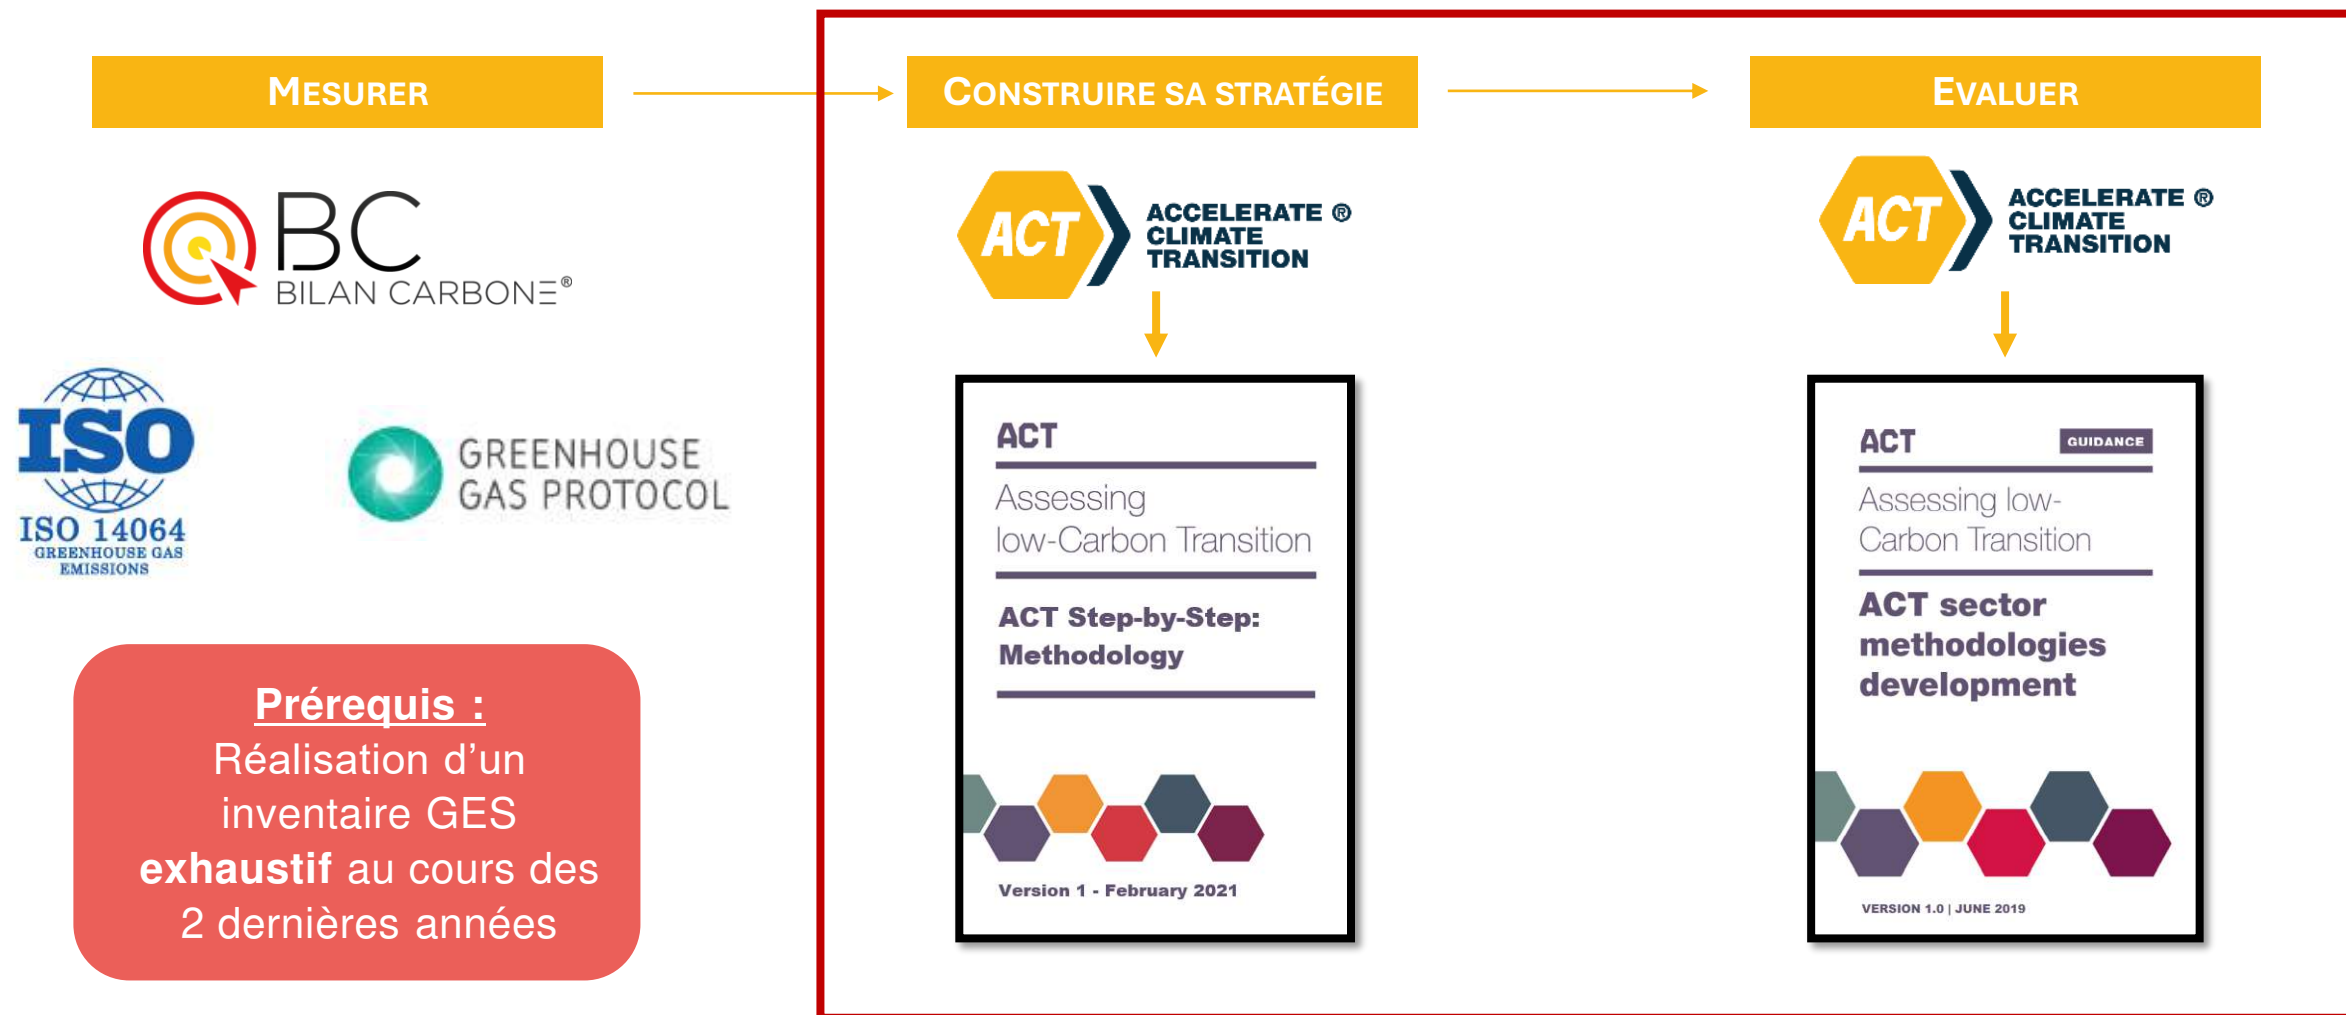 MESURER
CONSTRUIRE SA STRATÉGIE
EVALUER
BC
BILAN CARBONE®
ISO
ISO 14064
GREENHOUSE GAS
EMISSIONS
GREENHOUSE
GAS PROTOCOL
Prérequis :
Réalisation d’un
inventaire GES
exhaustif au cours des
2 dernières années
ACT
ACCELERATE ®
CLIMATE
TRANSITION
ACT
Assessing
low-Carbon Transition
ACT Step-by-Step:
Methodology
Version 1 - February 2021
ACT
ACCELERATE ®
CLIMATE
TRANSITION
ACT
GUIDANCE
Assessing low-
Carbon Transition
ACT sector
methodologies
development
VERSION 1.0 | JUNE 2019